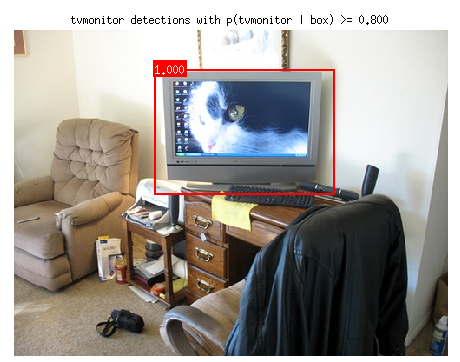 tvmonitor detections with p(tvmonitor | box) >= 0.800
1.000